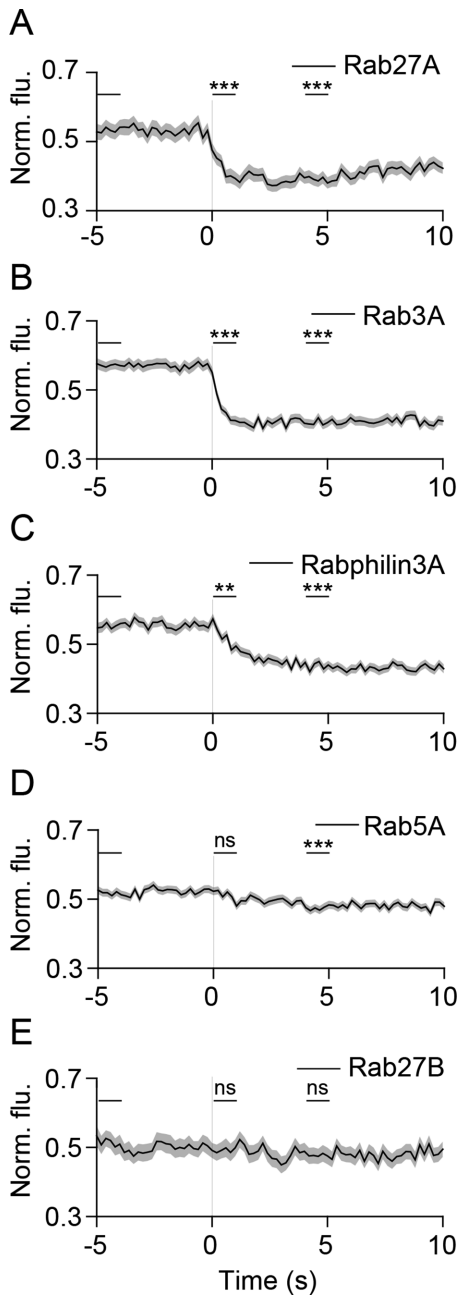 A
Rab27A
*** ***
Norm. flu.
0.7
0.5
0.3
-5 0 5 10
B
Rab3A
*** ***
Norm. flu.
0.7
0.5
0.3
-5 0 5 10
C
Rabphilin3A
** ***
Norm. flu.
0.7
0.5
0.3
-5 0 5 10
D
Rab5A
ns ***
Norm. flu.
0.7
0.5
0.3
-5 0 5 10
E
Rab27B
ns ns
Norm. flu.
0.7
0.5
0.3
-5 0 5 10
Time (s)